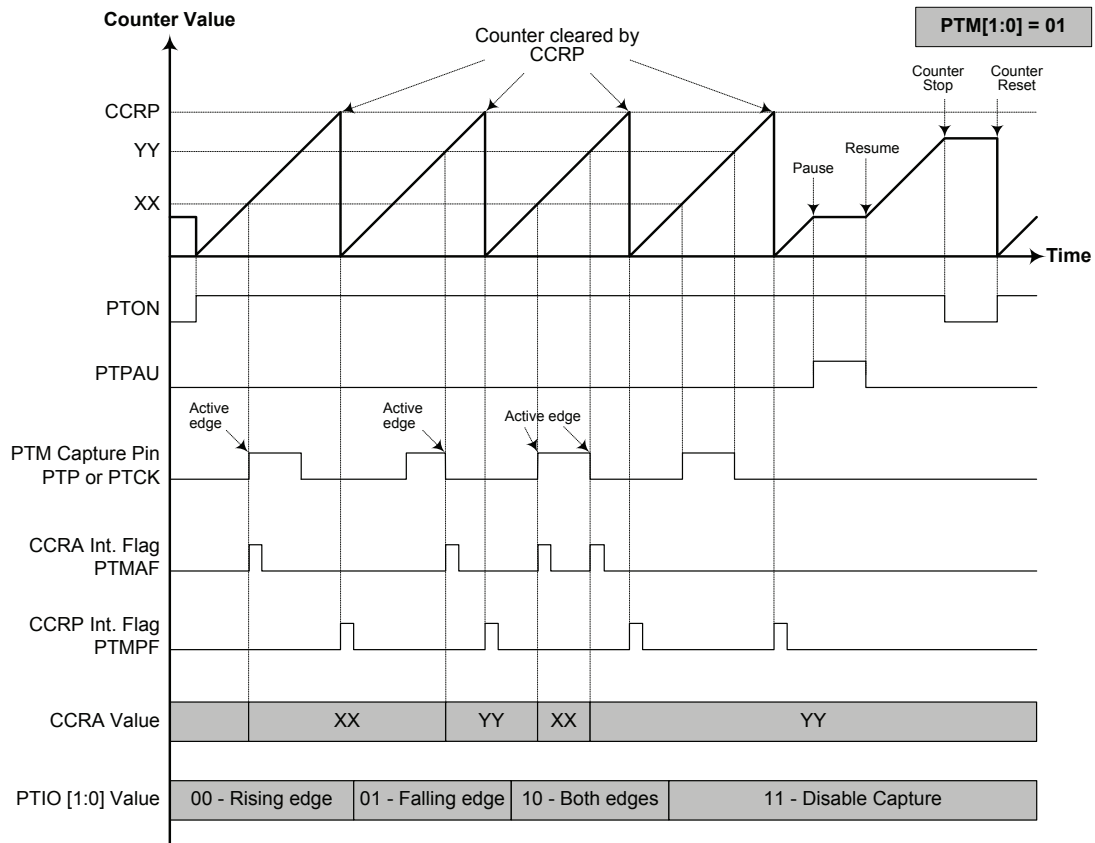 Counter Value
PTM[1:0] = 01
Counter cleared by
CCRP
Counter
Stop
Counter
Reset
CCRP
YY
XX
Pause
Resume
Time
PTON
PTPAU
Active
edge
Active
edge
Active edge
PTM Capture Pin
PTP or PTCK
CCRA Int. Flag
PTMAF
CCRP Int. Flag
PTMPF
CCRA Value
XX
YY
XX
YY
PTIO [1:0] Value
00 - Rising edge
01 - Falling edge
10 - Both edges
11 - Disable Capture